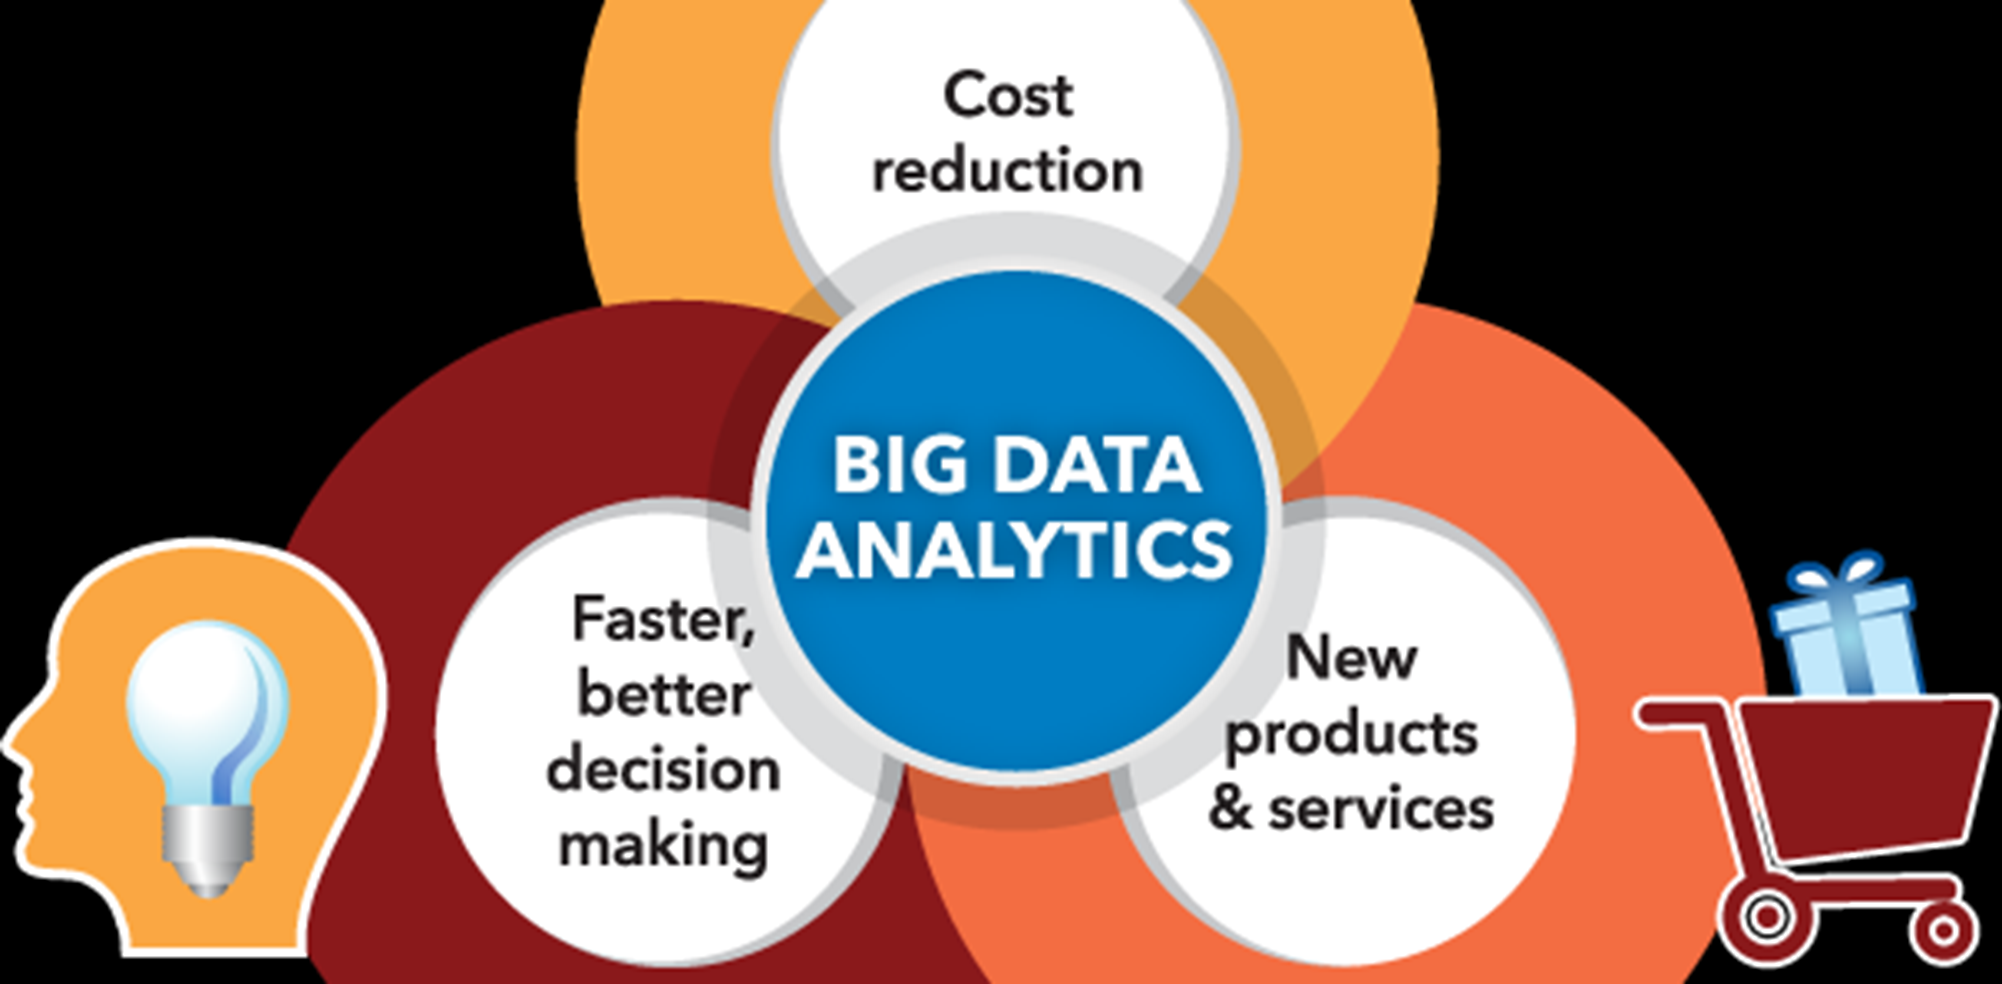 Cost
reduction
BIG DATA
ANALYTICS
Faster,
better
decision
making
New
products
& services